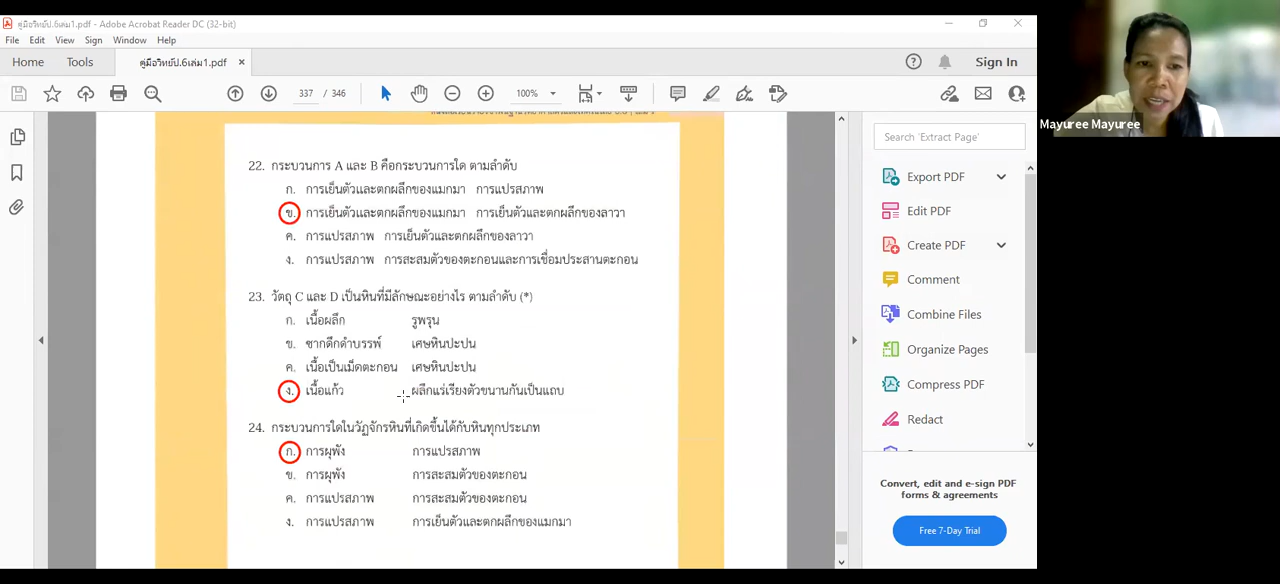 คู่มือวิทย์ป.6เล่ม1.pdf - Adobe Acrobat Reader DC (32-bit)
File Edit View Sign Window Help
Home Tools คู่มือวิทย์ป.6เล่ม1.pdf × Sign In
337 / 346 100%
Mayuree Mayuree
Search 'Extract Page'
Export PDF
Edit PDF
Create PDF
Comment
Combine Files
Organize Pages
Compress PDF
Redact
Convert, edit and e-sign PDF
forms & agreements
Free 7-Day Trial
22. กระบวนการ A และ B คือกระบวนการใด ตามลำดับ
ก. การเย็นตัวและตกผลึกของแมกมา การแปรสภาพ
ข. การเย็นตัวและตกผลึกของแมกมา การเย็นตัวและตกผลึกของลาวา
ค. การแปรสภาพ การเย็นตัวและตกผลึกของลาวา
ง. การแปรสภาพ การสะสมตัวของตะกอนและการเชื่อมประสานตะกอน
23. วัตถุ C และ D เป็นหินที่มีลักษณะอย่างไร ตามลำดับ (*)
ก. เนื้อผลึก รูพรุน
ข. ซากดึกดำบรรพ์ เศษหินปะปน
ค. เนื้อเป็นเม็ดตะกอน เศษหินปะปน
ง. เนื้อแก้ว ผลึกแร่เรียงตัวขนานกันเป็นแถบ
24. กระบวนการใดในวัฏจักรหินที่เกิดขึ้นได้กับหินทุกประเภท
ก. การผุพัง การแปรสภาพ
ข. การผุพัง การสะสมตัวของตะกอน
ค. การแปรสภาพ การสะสมตัวของตะกอน
ง. การแปรสภาพ การเย็นตัวและตกผลึกของแมกมา